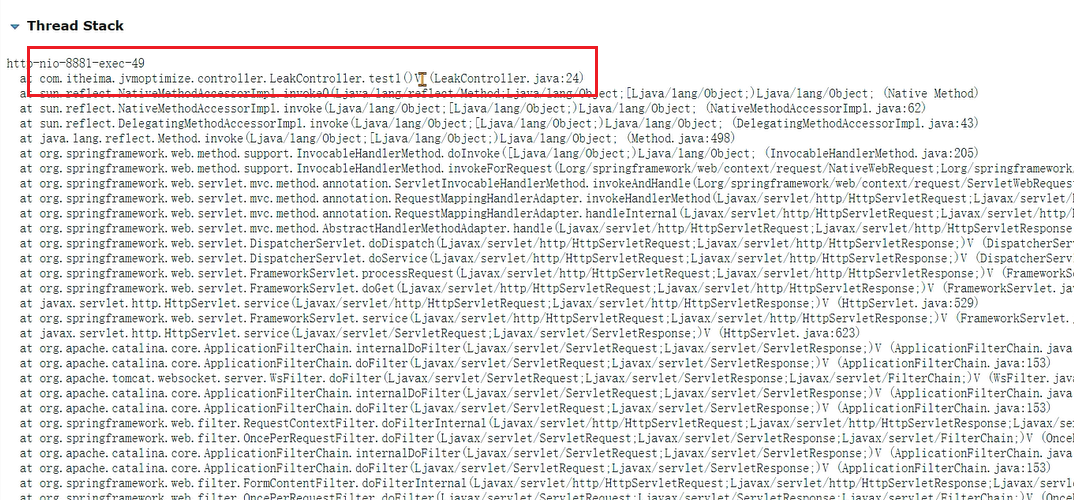 Thread Stack
http-nio-8881-exec-49
at com.itheima.jvmoptimize.controller.LeakController.test1()V (LeakController.java:24)
at sun.reflect.NativeMethodAccessorImpl.invoke0(Ljava/lang/reflect/Method;Ljava/lang/Object;[Ljava/lang/Object;)Ljava/lang/Object; (Native Method)
at sun.reflect.NativeMethodAccessorImpl.invoke(Ljava/lang/Object;[Ljava/lang/Object;)Ljava/lang/Object; (NativeMethodAccessorImpl.java:62)
at sun.reflect.DelegatingMethodAccessorImpl.invoke(Ljava/lang/Object;[Ljava/lang/Object;)Ljava/lang/Object; (DelegatingMethodAccessorImpl.java:43)
at java.lang.reflect.Method.invoke(Ljava/lang/Object;[Ljava/lang/Object;)Ljava/lang/Object; (Method.java:498)
at org.springframework.web.method.support.InvocableHandlerMethod.doInvoke([Ljava/lang/Object;)Ljava/lang/Object; (InvocableHandlerMethod.java:205)
at org.springframework.web.method.support.InvocableHandlerMethod.invokeForRequest(Lorg/springframework/web/context/request/NativeWebRequest;Lorg/springframework/
at org.springframework.web.servlet.mvc.method.annotation.ServletInvocableHandlerMethod.invokeAndHandle(Lorg/springframework/web/context/request/ServletWebRequest
at org.springframework.web.servlet.mvc.method.annotation.RequestMappingHandlerAdapter.invokeHandlerMethod(Ljavax/servlet/http/HttpServletRequest;Ljavax/servlet/h
at org.springframework.web.servlet.mvc.method.annotation.RequestMappingHandlerAdapter.handleInternal(Ljavax/servlet/http/HttpServletRequest;Ljavax/servlet/http/H
at org.springframework.web.servlet.mvc.method.AbstractHandlerMethodAdapter.handle(Ljavax/servlet/http/HttpServletRequest;Ljavax/servlet/http/HttpServletResponse
at org.springframework.web.servlet.DispatcherServlet.doDispatch(Ljavax/servlet/http/HttpServletRequest;Ljavax/servlet/http/HttpServletResponse;)V (DispatcherServ
at org.springframework.web.servlet.DispatcherServlet.doService(Ljavax/servlet/http/HttpServletRequest;Ljavax/servlet/http/HttpServletResponse;)V (DispatcherServl
at org.springframework.web.servlet.FrameworkServlet.processRequest(Ljavax/servlet/http/HttpServletRequest;Ljavax/servlet/http/HttpServletResponse;)V (FrameworkSe
at org.springframework.web.servlet.FrameworkServlet.doGet(Ljavax/servlet/http/HttpServletRequest;Ljavax/servlet/http/HttpServletResponse;)V (FrameworkServlet.jav
at javax.servlet.http.HttpServlet.service(Ljavax/servlet/http/HttpServletRequest;Ljavax/servlet/http/HttpServletResponse;)V (HttpServlet.java:529)
at org.springframework.web.servlet.FrameworkServlet.service(Ljavax/servlet/http/HttpServletRequest;Ljavax/servlet/http/HttpServletResponse;)V (FrameworkServlet.j
at javax.servlet.http.HttpServlet.service(Ljavax/servlet/ServletRequest;Ljavax/servlet/ServletResponse;)V (HttpServlet.java:623)
at org.apache.catalina.core.ApplicationFilterChain.internalDoFilter(Ljavax/servlet/ServletRequest;Ljavax/servlet/ServletResponse;)V (ApplicationFilterChain.java
at org.apache.catalina.core.ApplicationFilterChain.doFilter(Ljavax/servlet/ServletRequest;Ljavax/servlet/ServletResponse;)V (ApplicationFilterChain.java:153)
at org.apache.tomcat.websocket.server.WsFilter.doFilter(Ljavax/servlet/ServletRequest;Ljavax/servlet/ServletResponse;Ljavax/servlet/FilterChain;)V (WsFilter.java
at org.apache.catalina.core.ApplicationFilterChain.internalDoFilter(Ljavax/servlet/ServletRequest;Ljavax/servlet/ServletResponse;)V (ApplicationFilterChain.java
at org.apache.catalina.core.ApplicationFilterChain.doFilter(Ljavax/servlet/ServletRequest;Ljavax/servlet/ServletResponse;)V (ApplicationFilterChain.java:153)
at org.springframework.web.filter.RequestContextFilter.doFilterInternal(Ljavax/servlet/http/HttpServletRequest;Ljavax/servlet/http/HttpServletResponse;Ljavax/ser
at org.springframework.web.filter.OncePerRequestFilter.doFilter(Ljavax/servlet/ServletRequest;Ljavax/servlet/ServletResponse;Ljavax/servlet/FilterChain;)V (OnceP
at org.apache.catalina.core.ApplicationFilterChain.internalDoFilter(Ljavax/servlet/ServletRequest;Ljavax/servlet/ServletResponse;)V (ApplicationFilterChain.java
at org.apache.catalina.core.ApplicationFilterChain.doFilter(Ljavax/servlet/ServletRequest;Ljavax/servlet/ServletResponse;)V (ApplicationFilterChain.java:153)
at org.springframework.web.filter.FormContentFilter.doFilterInternal(Ljavax/servlet/http/HttpServletRequest;Ljavax/servlet/http/HttpServletResponse;Ljavax/servle
at org.springframework.web.filter.OncePerRequestFilter.doFilter(Ljavax/servlet/ServletRequest;Ljavax/servlet/ServletResponse;Ljavax/servlet/FilterChain;)V (OnceP